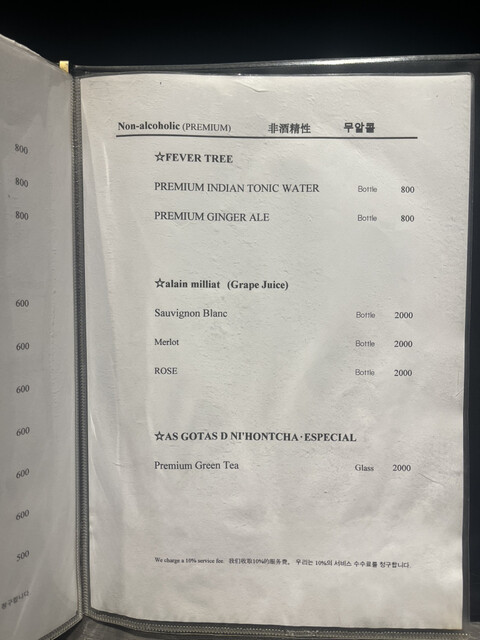 800
800
800
600
600
600
600
600
600
500
Non-alcoholic (PREMIUM) 非酒精性 무알콜
☆FEVER TREE
PREMIUM INDIAN TONIC WATER Bottle 800
PREMIUM GINGER ALE Bottle 800
☆alain milliat (Grape Juice)
Sauvignon Blanc Bottle 2000
Merlot Bottle 2000
ROSE Bottle 2000
☆AS GOTAS D NI'HONTCHA・ESPECIAL
Premium Green Tea Glass 2000
We charge a 10% service fee. 我们收取10%的服务费。 우리는 10%의 서비스 수수료를 청구합니다.